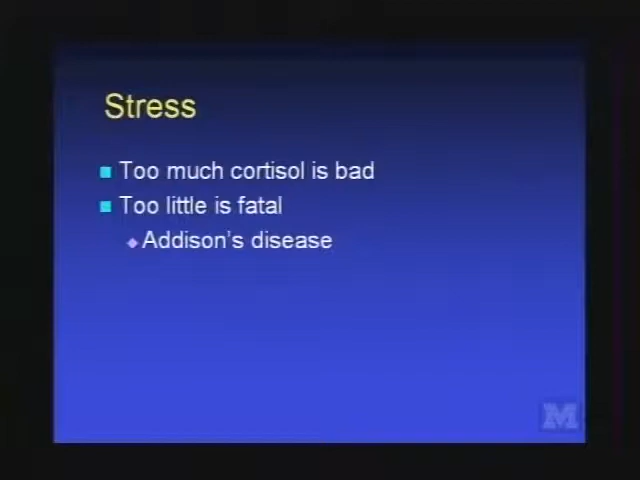 Stress
Too much cortisol is bad
Too little is fatal
Addison's disease
M